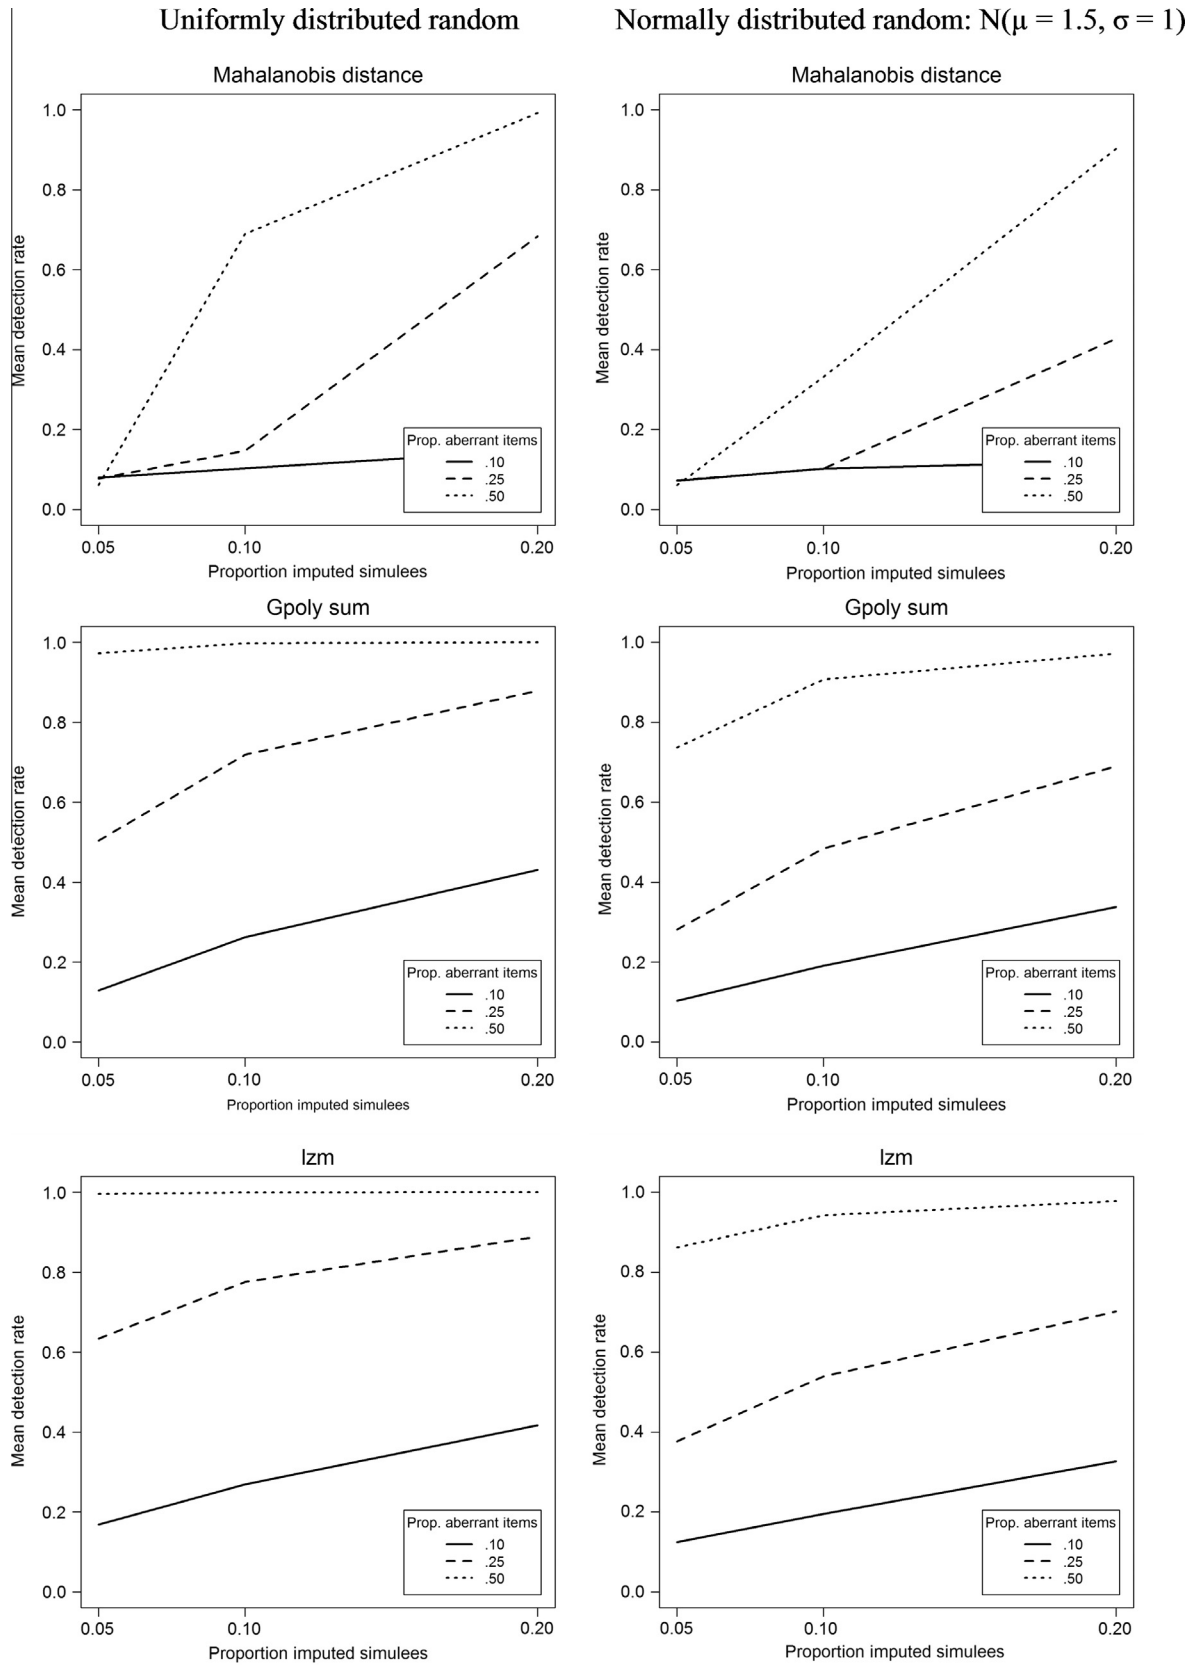 Uniformly distributed random
Normally distributed random: N(μ = 1.5, σ = 1)
Mahalanobis distance
Mean detection rate
1.0
0.8
0.6
0.4
0.2
0.0
Prop. aberrant items
.10
.25
.50
0.05 0.10 0.20
Proportion imputed simulees
Mahalanobis distance
Mean detection rate
1.0
0.8
0.6
0.4
0.2
0.0
Prop. aberrant items
.10
.25
.50
0.05 0.10 0.20
Proportion imputed simulees
Gpoly sum
Mean detection rate
1.0
0.8
0.6
0.4
0.2
0.0
Prop. aberrant items
.10
.25
.50
0.05 0.10 0.20
Proportion imputed simulees
Gpoly sum
Mean detection rate
1.0
0.8
0.6
0.4
0.2
0.0
Prop. aberrant items
.10
.25
.50
0.05 0.10 0.20
Proportion imputed simulees
lzm
Mean detection rate
1.0
0.8
0.6
0.4
0.2
0.0
Prop. aberrant items
.10
.25
.50
0.05 0.10 0.20
Proportion imputed simulees
lzm
Mean detection rate
1.0
0.8
0.6
0.4
0.2
0.0
Prop. aberrant items
.10
.25
.50
0.05 0.10 0.20
Proportion imputed simulees